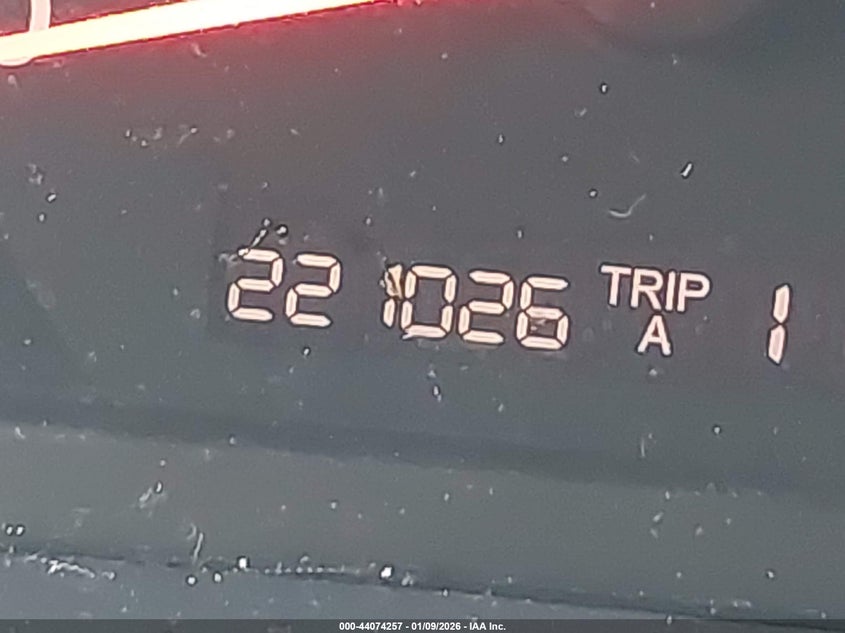 221026 TRIP A 1
000-44074257 - 01/09/2026 - IAA Inc.